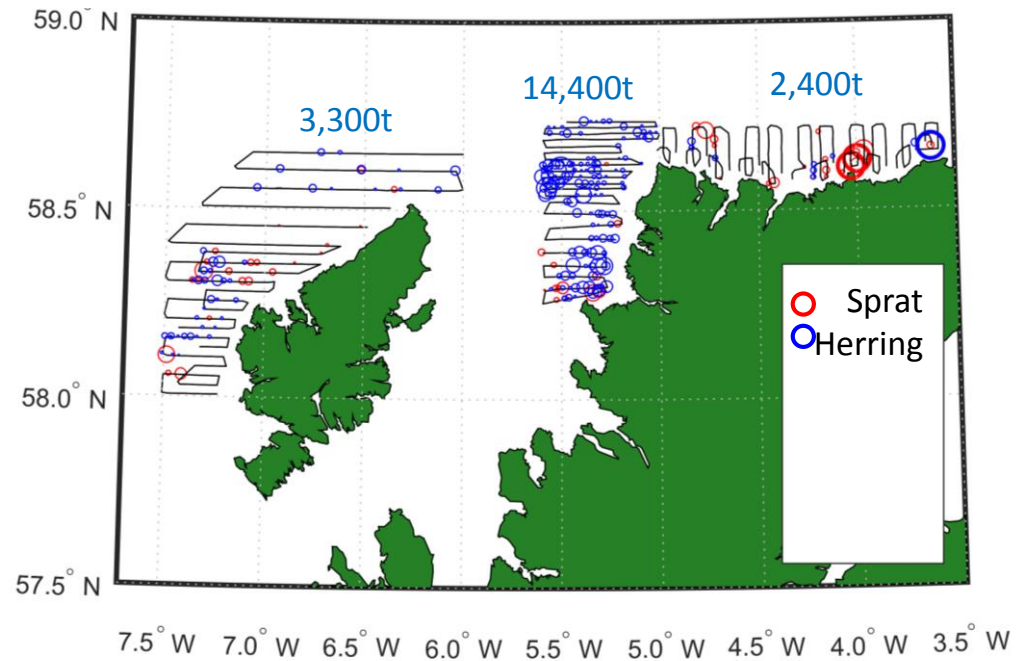 59.0° N
14,400t
2,400t
3,300t
58.5° N
Sprat
Herring
58.0° N
57.5° N
7.5° W 7.0° W 6.5° W 6.0° W 5.5° W 5.0° W 4.5° W 4.0° W 3.5° W